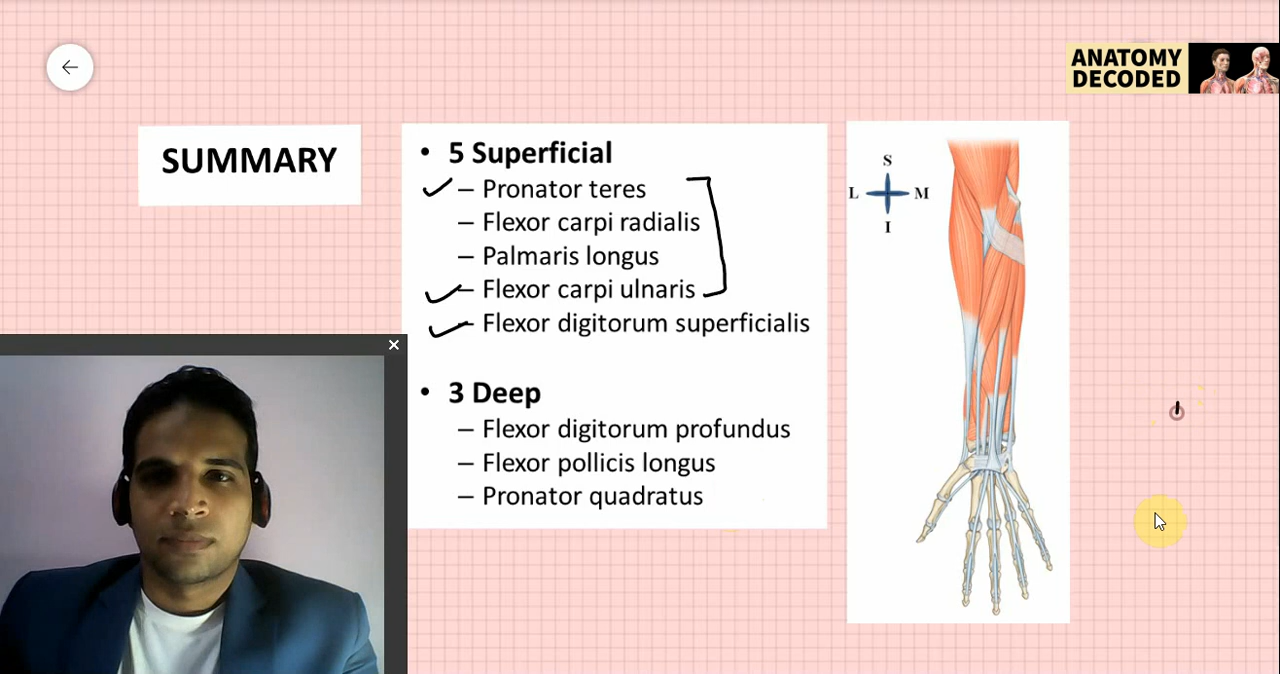 ANATOMY
DECODED
SUMMARY
• 5 Superficial
– Pronator teres
– Flexor carpi radialis
– Palmaris longus
– Flexor carpi ulnaris
– Flexor digitorum superficialis
• 3 Deep
– Flexor digitorum profundus
– Flexor pollicis longus
– Pronator quadratus
S
L M
I